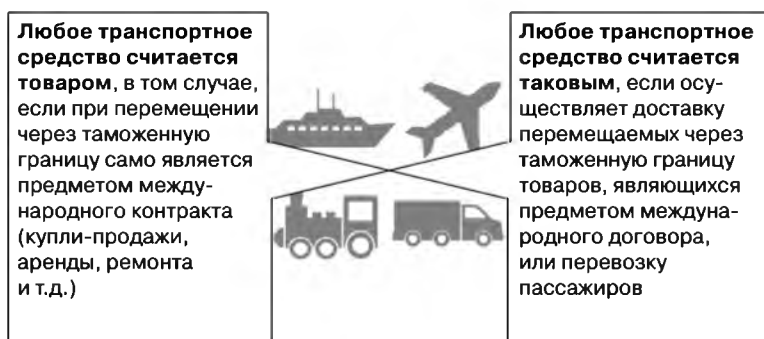 Любое транспортное
средство считается
товаром, в том случае,
если при перемещении
через таможенную
границу само является
предметом между-
народного контракта
(купли-продажи,
аренды, ремонта
и т.д.)
Любое транспортное
средство считается
таковым, если осу-
ществляет доставку
перемещаемых через
таможенную границу
товаров, являющихся
предметом междуна-
родного договора,
или перевозку
пассажиров